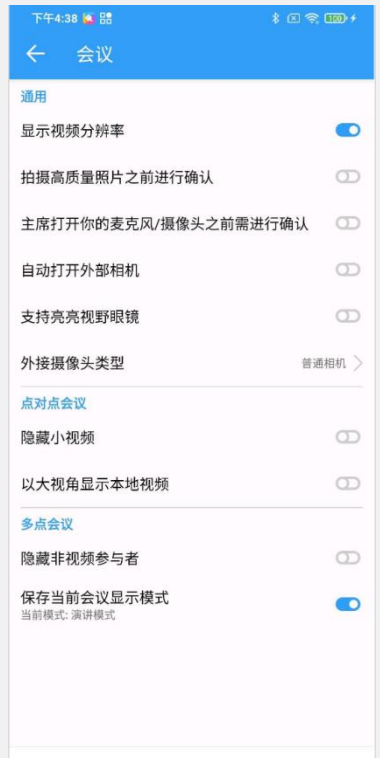 下午4:38
100
会议
通用
显示视频分辨率
拍摄高质量照片之前进行确认
主席打开你的麦克风/摄像头之前需进行确认
自动打开外部相机
支持亮亮视野眼镜
外接摄像头类型 普通相机
点对点会议
隐藏小视频
以大视角显示本地视频
多点会议
隐藏非视频参与者
保存当前会议显示模式
当前模式: 演讲模式